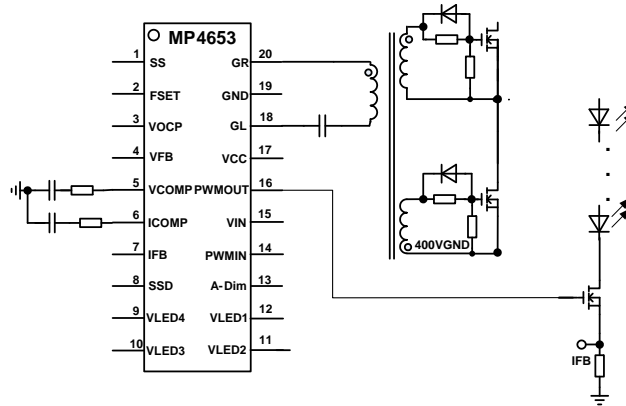 MP4653
1 SS
GR 20
2 FSET
GND 19
3 VOCP
GL 18
4 VFB
VCC 17
5 VCOMP
PWMOUT 16
6 ICOMP
VIN 15
7 IFB
PWMIN 14
8 SSD
A-Dim 13
9 VLED4
VLED1 12
10 VLED3
VLED2 11
400VGND
IFB